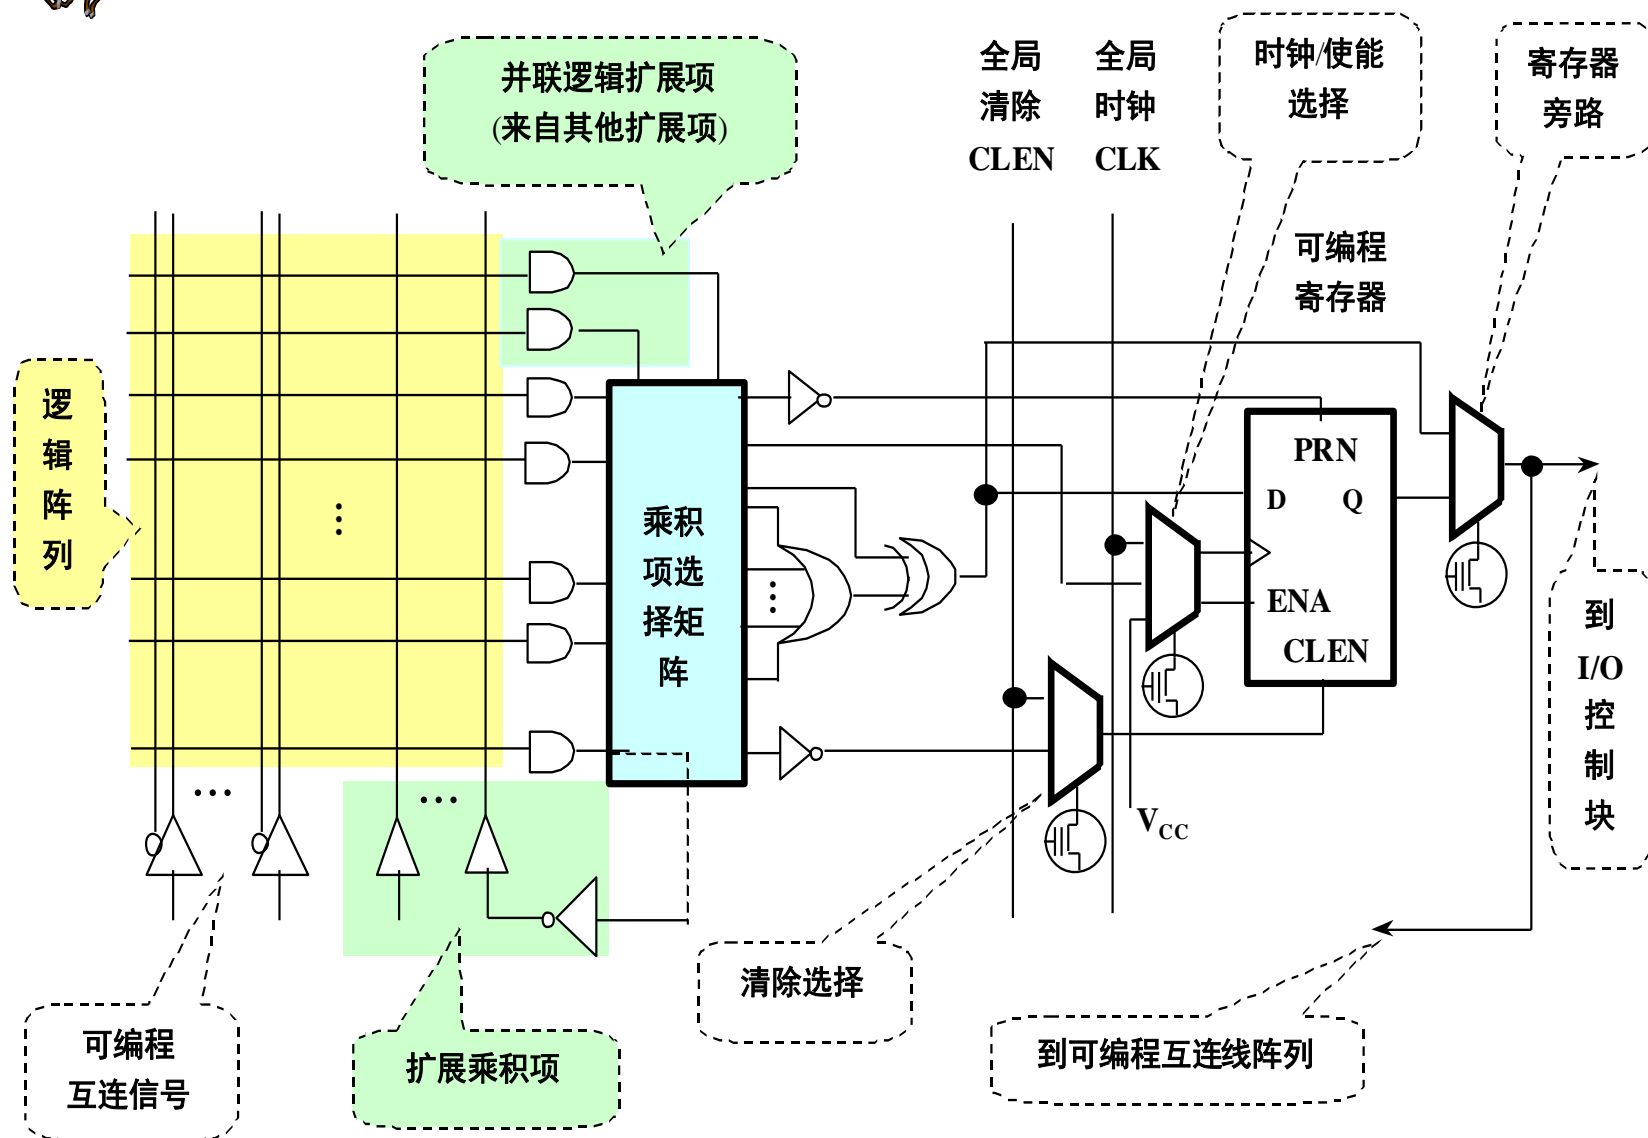 并联逻辑扩展项
(来自其他扩展项)
全局
清除
CLEN
全局
时钟
CLK
时钟/使能
选择
寄存器
旁路
可编程
寄存器
逻
辑
阵
列
乘积
项选
择矩
阵
PRN
D
Q
ENA
CLEN
VCC
到
I/O
控
制
块
清除选择
到可编程互连线阵列
可编程
互连信号
扩展乘积项